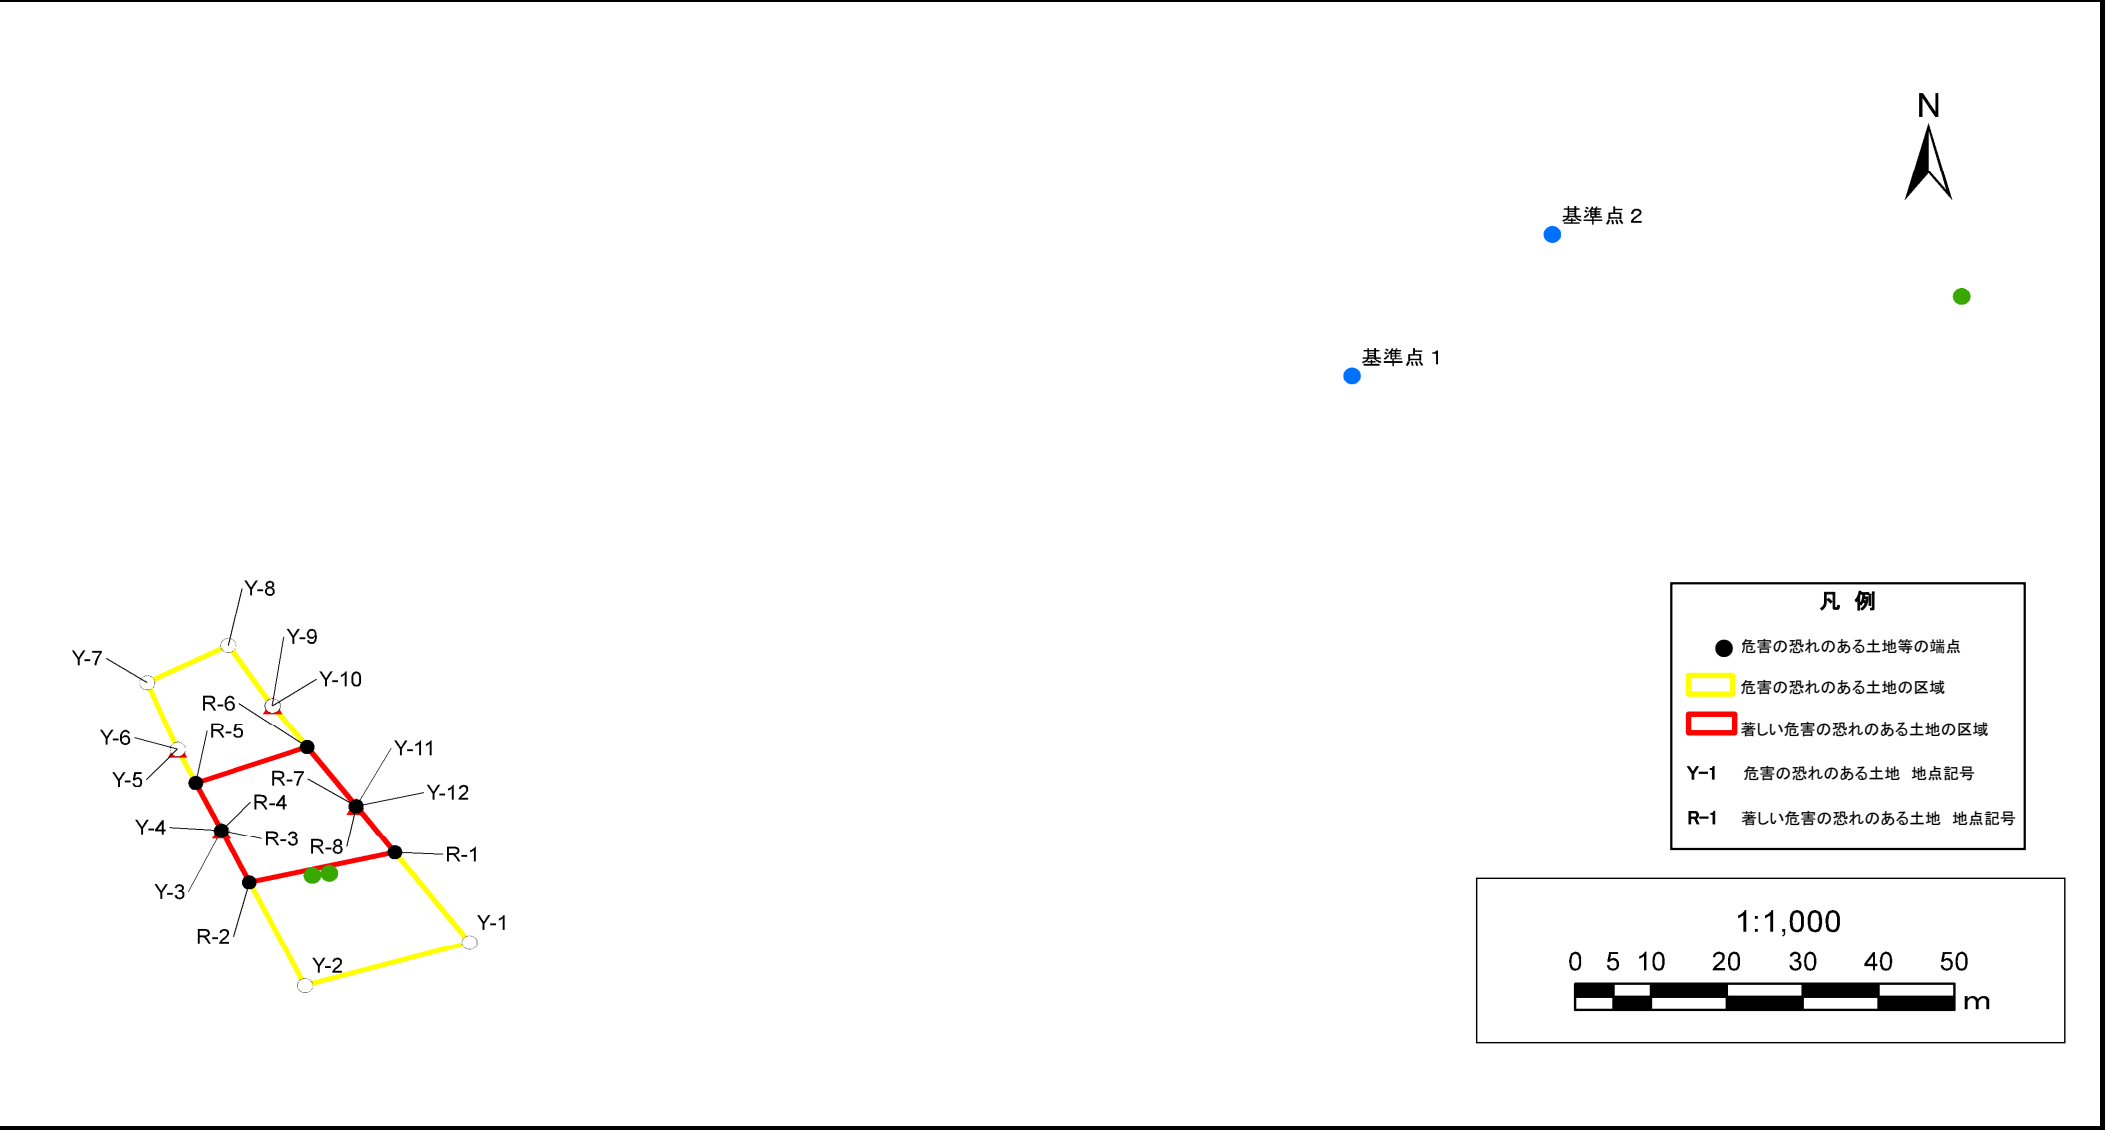 N
基準点２
基準点１
Y-8
Y-9
Y-7
Y-10
R-6
R-5
Y-6
Y-11
Y-5
R-7
Y-12
R-4
Y-4
R-3
R-8
R-1
Y-3
Y-1
R-2
Y-2
凡 例
危害の恐れのある土地等の端点
危害の恐れのある土地の区域
著しい危害の恐れのある土地の区域
Y-1 危害の恐れのある土地 地点記号
R-1 著しい危害の恐れのある土地 地点記号
1:1,000
0 5 10 20 30 40 50
m